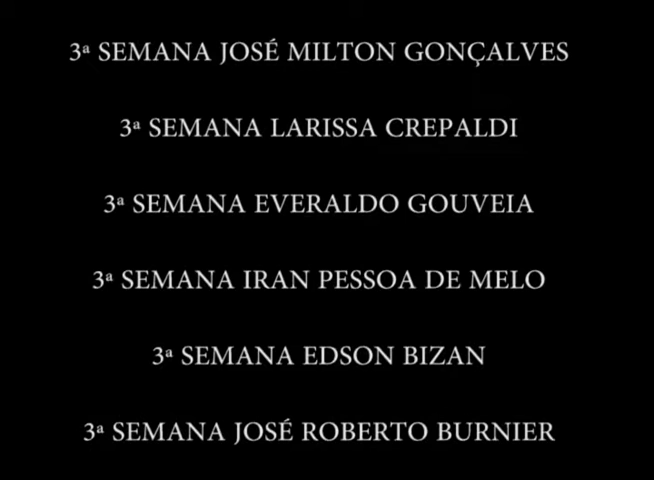 3ª SEMANA JOSÉ MILTON GONÇALVES
3ª SEMANA LARISSA CREPALDI
3ª SEMANA EVERALDO GOUVEIA
3ª SEMANA IRAN PESSOA DE MELO
3ª SEMANA EDSON BIZAN
3ª SEMANA JOSÉ ROBERTO BURNIER